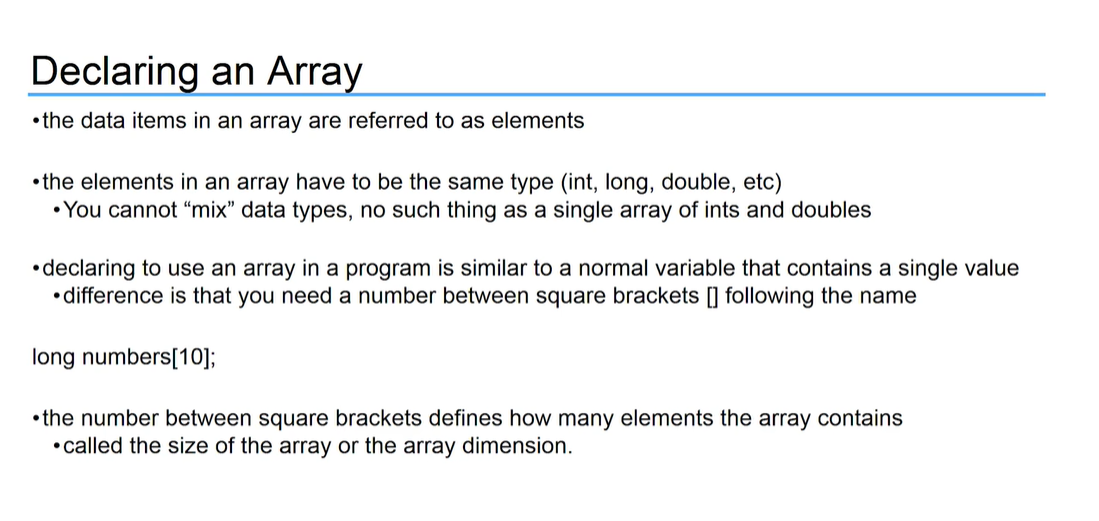 Declaring an Array
•the data items in an array are referred to as elements
•the elements in an array have to be the same type (int, long, double, etc)
•You cannot “mix” data types, no such thing as a single array of ints and doubles
•declaring to use an array in a program is similar to a normal variable that contains a single value
•difference is that you need a number between square brackets [] following the name
long numbers[10];
•the number between square brackets defines how many elements the array contains
•called the size of the array or the array dimension.